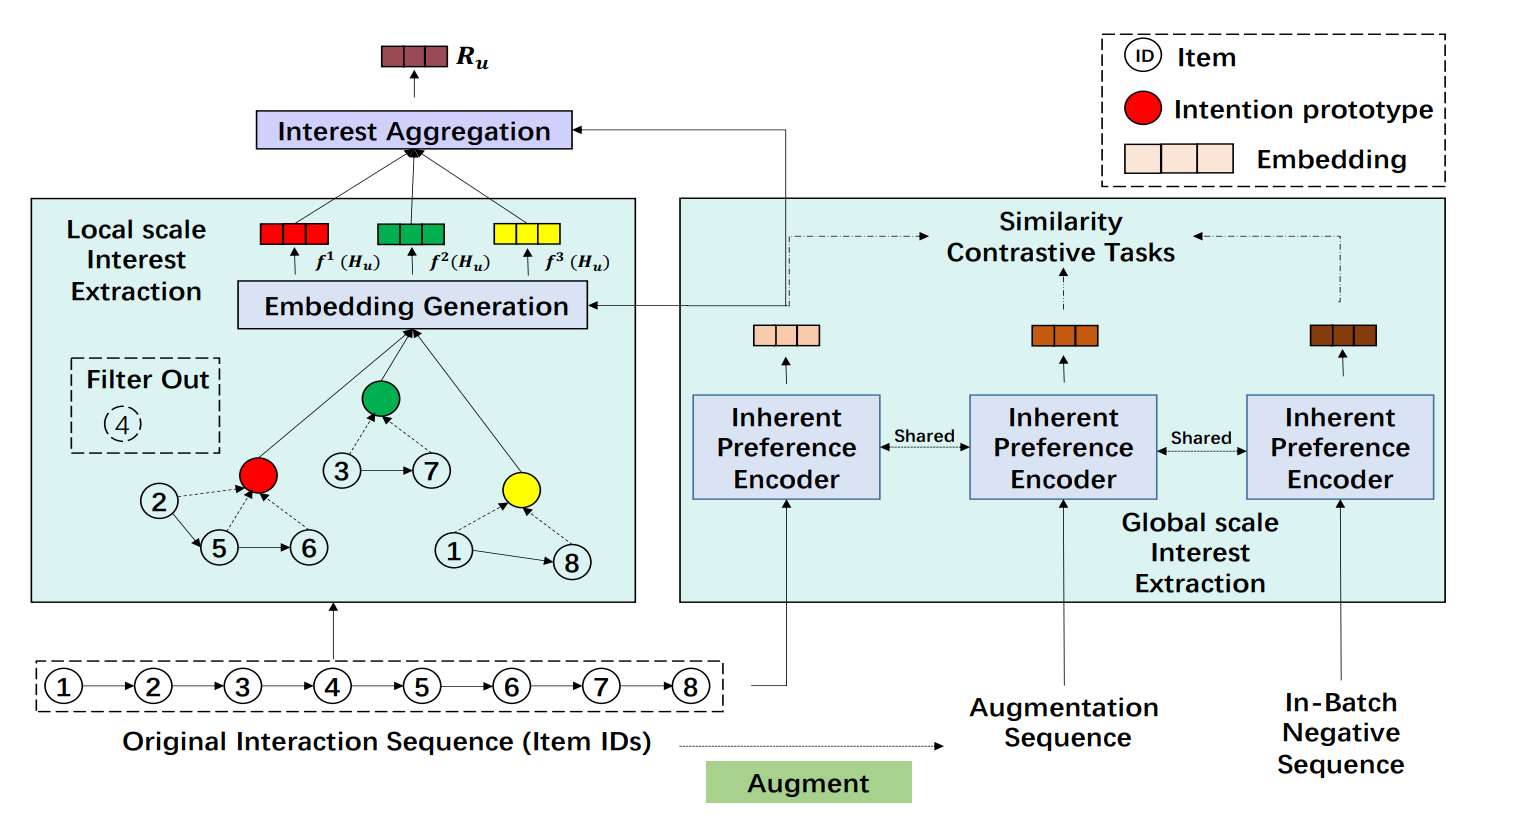 R_u
ID
Item
Interest Aggregation
Intention prototype
Embedding
Local scale
Interest
Extraction
f^1 (H_u)
f^2(H_u)
f^3 (H_u)
Embedding Generation
Filter Out
4
3
7
2
5
6
1
8
Similarity
Contrastive Tasks
Inherent
Preference
Encoder
Shared
Inherent
Preference
Encoder
Shared
Inherent
Preference
Encoder
Global scale
Interest
Extraction
1
2
3
4
5
6
7
8
Original Interaction Sequence (Item IDs)
Augment
Augmentation
Sequence
In-Batch
Negative
Sequence